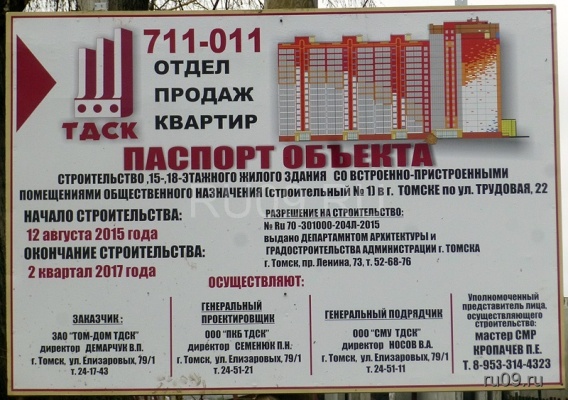 ТДСК
711-011
ОТДЕЛ
ПРОДАЖ
КВАРТИР
ПАСПОРТ ОБЪЕКТА
СТРОИТЕЛЬСТВО ,15-,18-ЭТАЖНОГО ЖИЛОГО ЗДАНИЯ СО ВСТРОЕННО-ПРИСТРОЕННЫМИ
ПОМЕЩЕНИЯМИ ОБЩЕСТВЕННОГО НАЗНАЧЕНИЯ (строительный № 1) в г. ТОМСКЕ по ул. ТРУДОВАЯ, 22
НАЧАЛО СТРОИТЕЛЬСТВА:
12 августа 2015 года
ОКОНЧАНИЕ СТРОИТЕЛЬСТВА:
2 квартал 2017 года
РАЗРЕШЕНИЕ НА СТРОИТЕЛЬСТВО:
№ Ru 70 -301000-204Л-2015
ВЫДАНО ДЕПАРТАМНТОМ АРХИТЕКТУРЫ и
ГРАДОСТРОИТЕЛЬСТВА АДМИНИСТРАЦИИ г. ТОМСКА
г. Томск, пр. Ленина, 73, т. 52-68-76
ОСУЩЕСТВЛЯЮТ:
ЗАКАЗЧИК :
ЗАО "ТОМ-ДОМ ТДСК"
директор ДЕМАРЧУК В.П.
г. Томск, ул. Елизаровых, 79/1
т. 24-17-43
ГЕНЕРАЛЬНЫЙ
ПРОЕКТИРОВЩИК
ООО "ПКБ ТДСК"
директор СЕМЕНЮК П.Н.
г. Томск, ул. Елизаровых, 79/1
т. 24-51-21
ГЕНЕРАЛЬНЫЙ ПОДРЯДЧИК
ООО "СМУ ТДСК"
директор НОСОВ В.А.
г. Томск, ул. Елизаровых, 79/1
т. 24-51-11
Уполномоченный
представитель лица,
осуществляющего
строительство:
мастер СМР
КРОПАЧЕВ П.Е.
Т. 8-953-314-4323
RU09.RU
ru09.ru